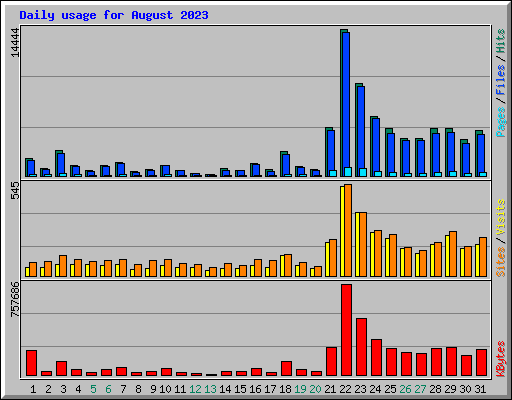 Daily usage for August 2023
14444
Pages / Files / Hits
545
Sites / Visits
757686
KBytes
1 2 3 4 5 6 7 8 9 10 11 12 13 14 15 16 17 18 19 20 21 22 23 24 25 26 27 28 29 30 31